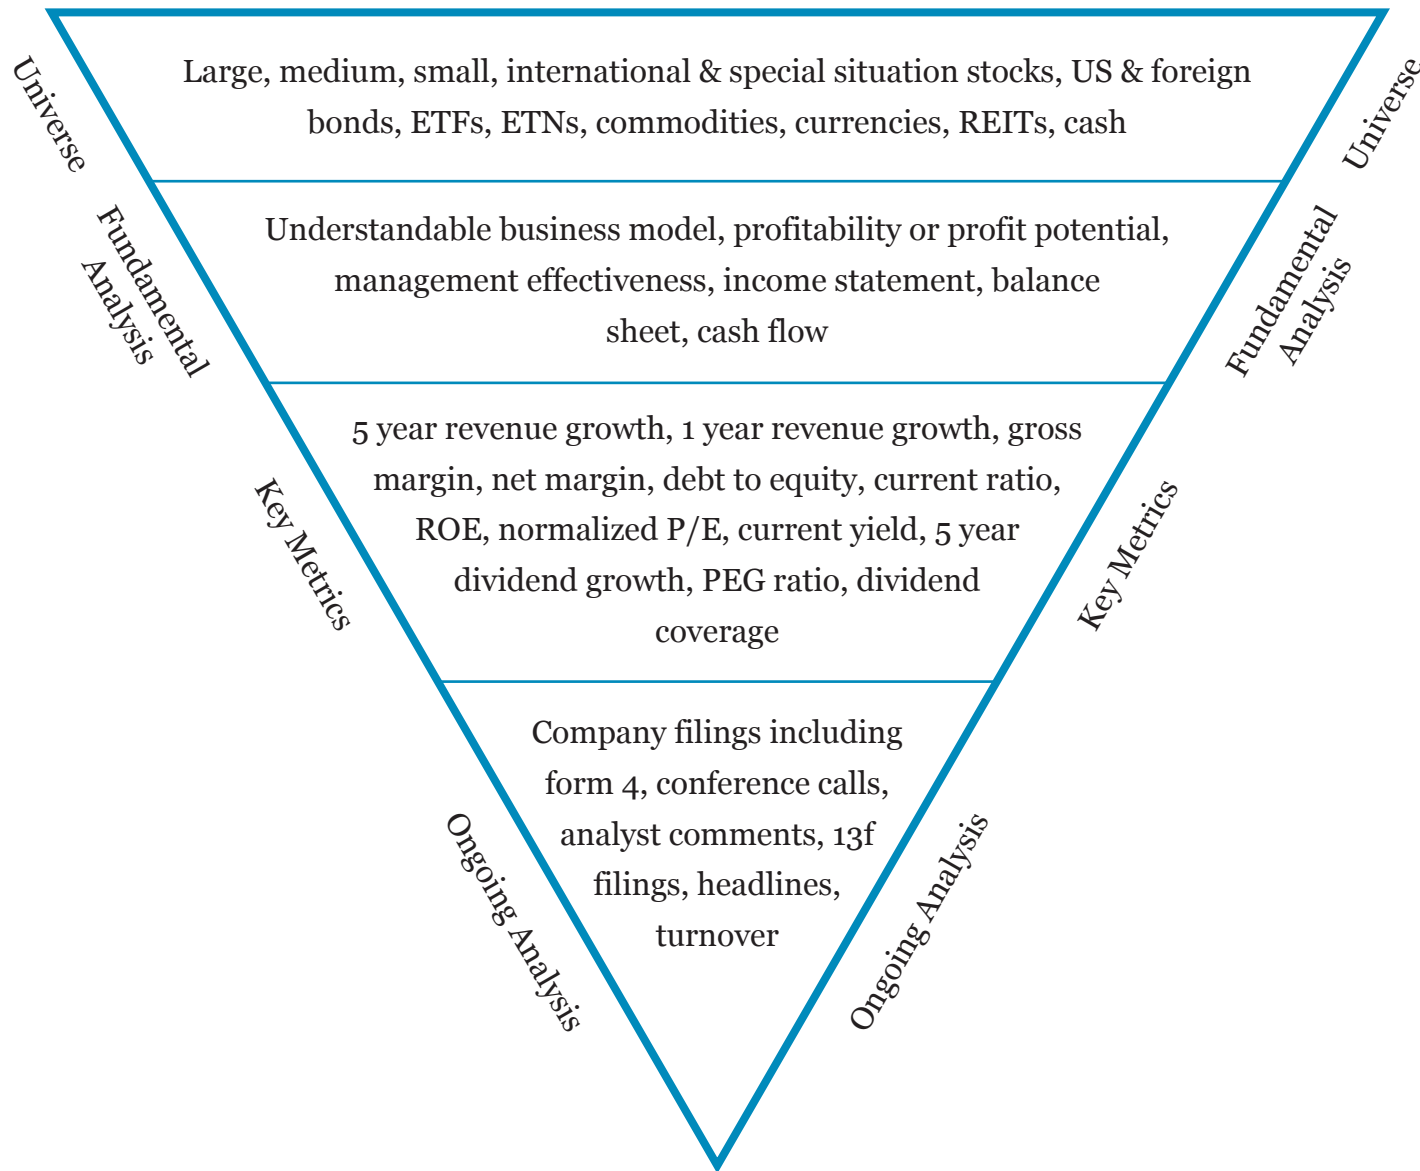 Large, medium, small, international & special situation stocks, US & foreign
bonds, ETFs, ETNs, commodities, currencies, REITs, cash
Universe
Universe
Understandable business model, profitability or profit potential,
management effectiveness, income statement, balance
sheet, cash flow
Fundamental
Analysis
Fundamental
Analysis
5 year revenue growth, 1 year revenue growth, gross
margin, net margin, debt to equity, current ratio,
ROE, normalized P/E, current yield, 5 year
dividend growth, PEG ratio, dividend
coverage
Key Metrics
Key Metrics
Company filings including
form 4, conference calls,
analyst comments, 13f
filings, headlines,
turnover
Ongoing Analysis
Ongoing Analysis